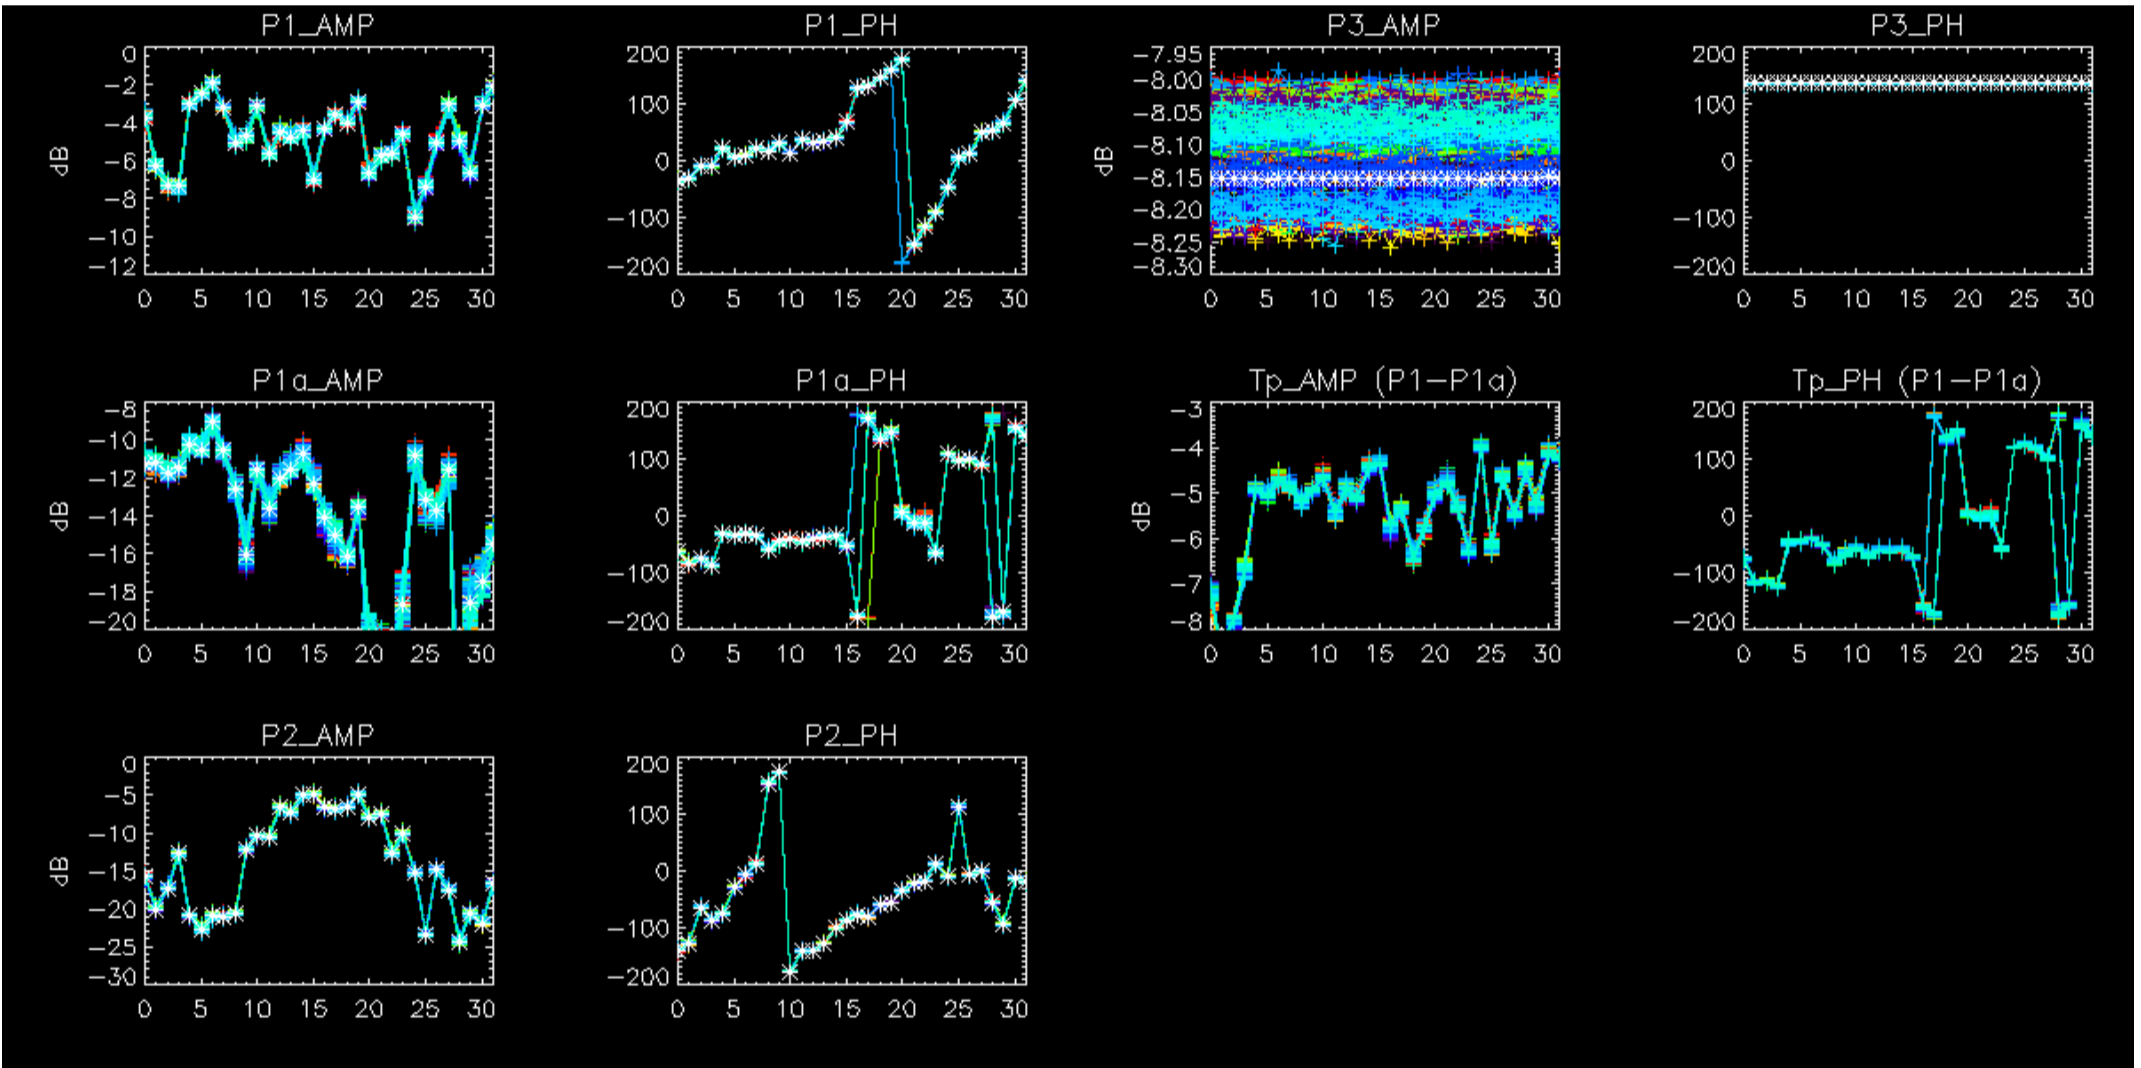 P1_AMP
P1_PH
P3_AMP
P3_PH
0
−2
−4
−6
−8
−10
−12
dB
0 5 10 15 20 25 30
200
100
0
−100
−200
0 5 10 15 20 25 30
−7.95
−8.00
−8.05
−8.10
−8.15
−8.20
−8.25
−8.30
dB
0 5 10 15 20 25 30
200
100
0
−100
−200
0 5 10 15 20 25 30
P1a_AMP
P1a_PH
Tp_AMP (P1−P1a)
Tp_PH (P1−P1a)
−8
−10
−12
−14
−16
−18
−20
dB
0 5 10 15 20 25 30
200
100
0
−100
−200
0 5 10 15 20 25 30
−3
−4
−5
−6
−7
−8
dB
0 5 10 15 20 25 30
200
100
0
−100
−200
0 5 10 15 20 25 30
P2_AMP
P2_PH
0
−5
−10
−15
−20
−25
−30
dB
0 5 10 15 20 25 30
200
100
0
−100
−200
0 5 10 15 20 25 30